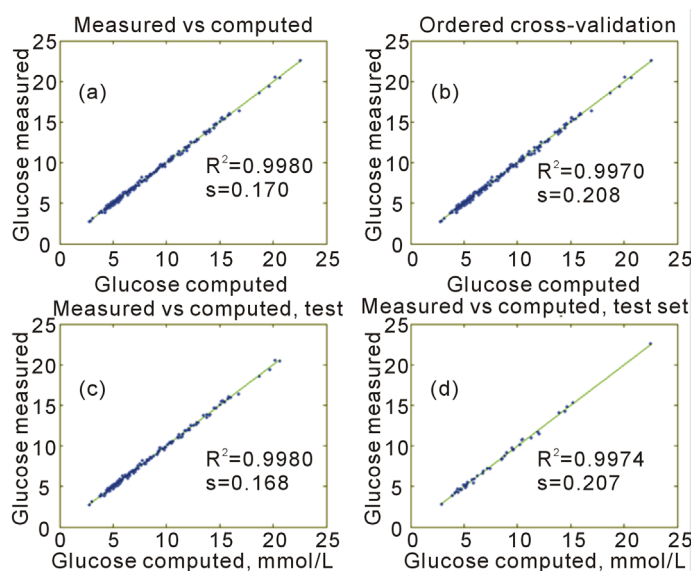 Measured vs computed
25
20
15
10
5
0
Glucose measured
(a)
R²=0.9980
s=0.170
0 5 10 15 20 25
Glucose computed
Ordered cross-validation
25
20
15
10
5
0
Glucose measured
(b)
R²=0.9970
s=0.208
0 5 10 15 20 25
Glucose computed
Measured vs computed, test
25
20
15
10
5
0
Glucose measured
(c)
R²=0.9980
s=0.168
0 5 10 15 20 25
Glucose computed, mmol/L
Measured vs computed, test set
25
20
15
10
5
0
Glucose measured
(d)
R²=0.9974
s=0.207
0 5 10 15 20 25
Glucose computed, mmol/L